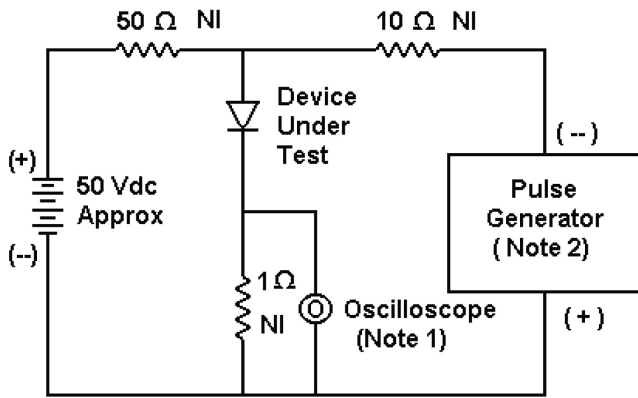 50 Ω NI
10 Ω NI
Device
Under
Test
(+)
50 Vdc
Approx
(--)
(--)
Pulse
Generator
( Note 2)
(+)
1Ω
NI
Oscilloscope
(Note 1)